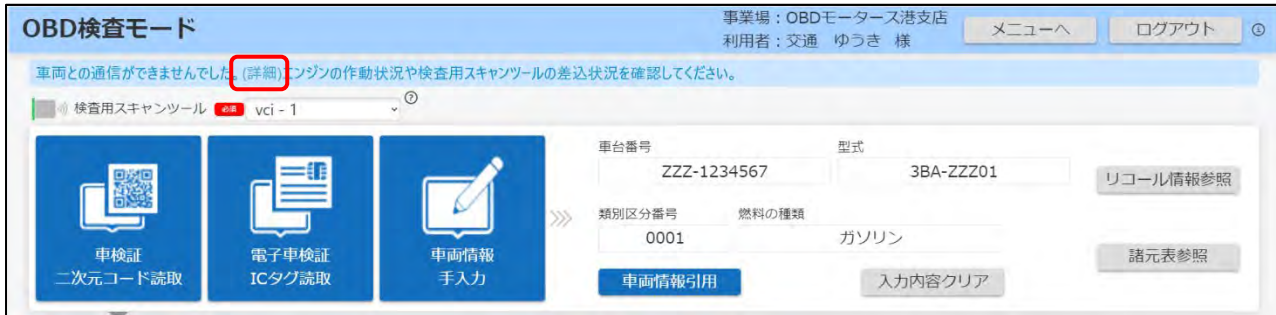 OBD検査モード
事業場：OBDモータース港支店
利用者：交通　ゆうき 様
メニューへ
ログアウト
車両との通信ができませんでした。(詳細)エンジンの作動状況や検査用スキャンツールの差込状況を確認してください。
検査用スキャンツール 必須 vci - 1
車検証
二次元コード読取
電子車検証
ICタグ読取
車両情報
手入力
車台番号
ZZZ-1234567
型式
3BA-ZZZ01
リコール情報参照
類別区分番号
0001
燃料の種類
ガソリン
諸元表参照
車両情報引用
入力内容クリア